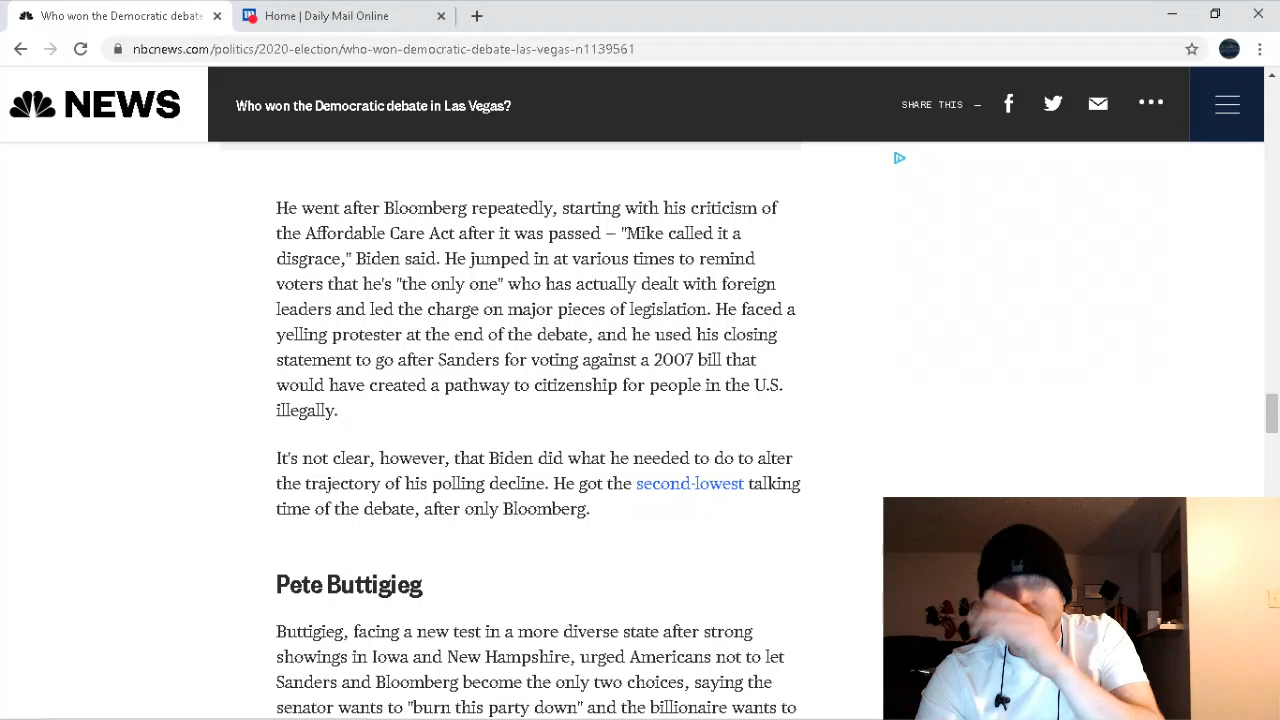 Who won the Democratic debate
Home | Daily Mail Online
nbcnews.com/politics/2020-election/who-won-democratic-debate-las-vegas-n1139561
NEWS
Who won the Democratic debate in Las Vegas?
SHARE THIS —
He went after Bloomberg repeatedly, starting with his criticism of
the Affordable Care Act after it was passed — "Mike called it a
disgrace," Biden said. He jumped in at various times to remind
voters that he's "the only one" who has actually dealt with foreign
leaders and led the charge on major pieces of legislation. He faced a
yelling protester at the end of the debate, and he used his closing
statement to go after Sanders for voting against a 2007 bill that
would have created a pathway to citizenship for people in the U.S.
illegally.
It's not clear, however, that Biden did what he needed to do to alter
the trajectory of his polling decline. He got the second-lowest talking
time of the debate, after only Bloomberg.
Pete Buttigieg
Buttigieg, facing a new test in a more diverse state after strong
showings in Iowa and New Hampshire, urged Americans not to let
Sanders and Bloomberg become the only two choices, saying the
senator wants to "burn this party down" and the billionaire wants to